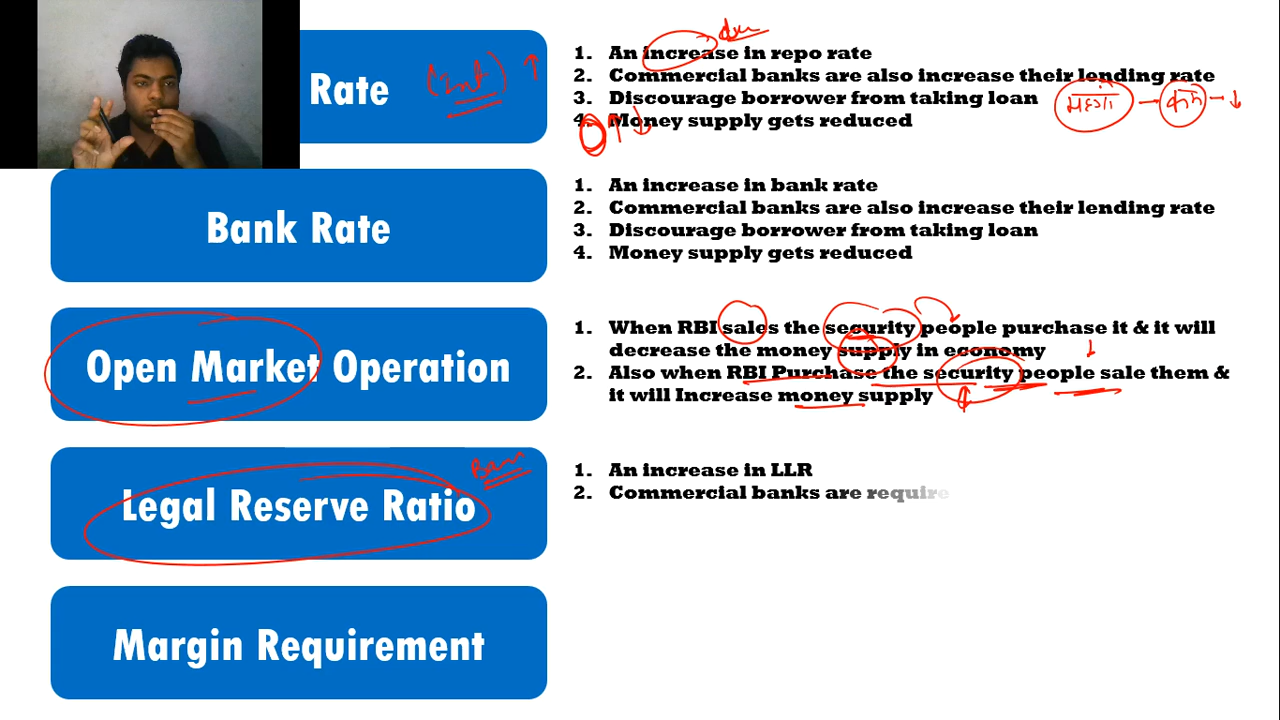 Rate
(Int) ↑
dec
1. An increase in repo rate
2. Commercial banks are also increase their lending rate
3. Discourage borrower from taking loan
महंगा → कम → ↓
4. Money supply gets reduced
Bank Rate
1. An increase in bank rate
2. Commercial banks are also increase their lending rate
3. Discourage borrower from taking loan
4. Money supply gets reduced
Open Market Operation
1. When RBI sales the security people purchase it & it will
decrease the money supply in economy
2. Also when RBI Purchase the security people sale them &
it will Increase money supply
Legal Reserve Ratio
1. An increase in LLR
2. Commercial banks are require
Margin Requirement